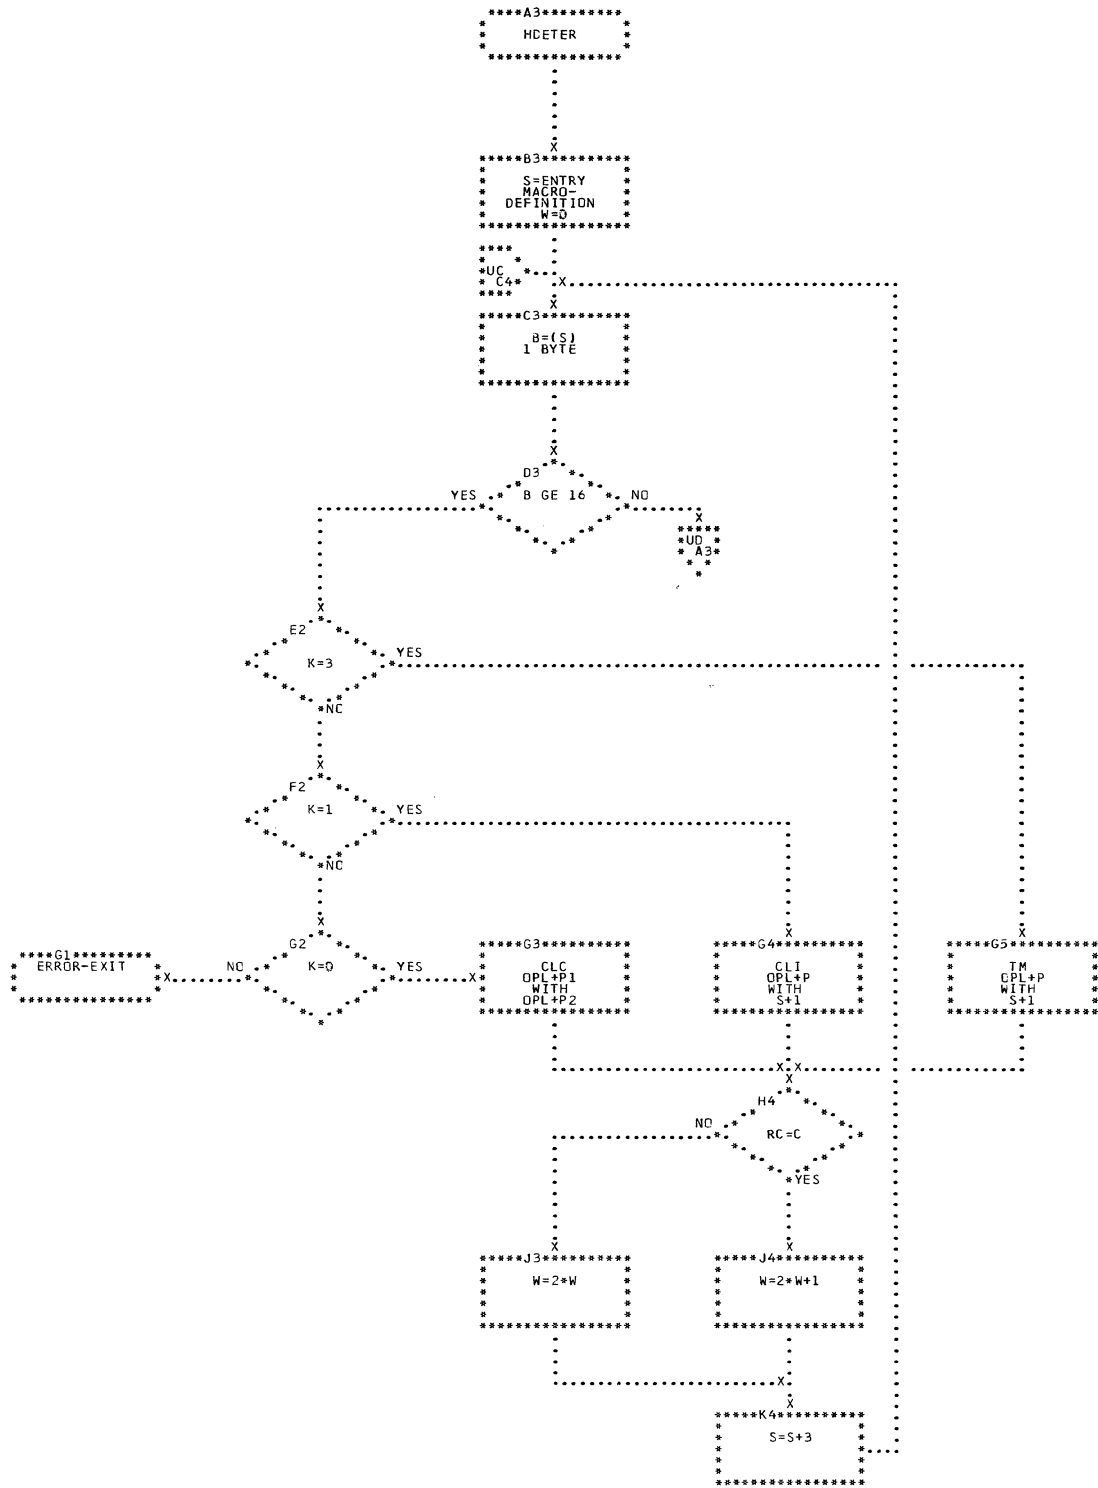 A3
HDETER
B3
S=ENTRY
MACRO-
DEFINITION
W=0
UC
C4
C3
B=(S)
1 BYTE
D3
YES B GE 16 NO
UD
A3
E2
K=3 YES
NO
F2
K=1 YES
NO
G1
ERROR-EXIT
NO
G2
K=0
YES
G3
CLC
OPL+P1
WITH
OPL+P2
G4
CLI
OPL+P
WITH
S+1
G5
TM
OPL+P
WITH
S+1
H4
NO RC=C
YES
J3
W=2*W
J4
W=2*W+1
K4
S=S+3